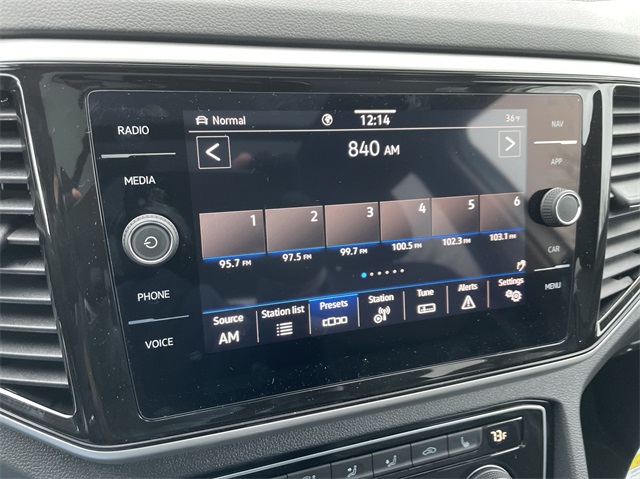 RADIO
MEDIA
PHONE
VOICE
Normal
12:14
36°F
840 AM
1 2 3 4 5 6
95.7 FM 97.5 FM 99.7 FM 100.5 FM 102.3 FM 103.1 FM
Source Station list Presets Station Tune Alerts Settings
AM
NAV
APP
CAR
MENU
73°F